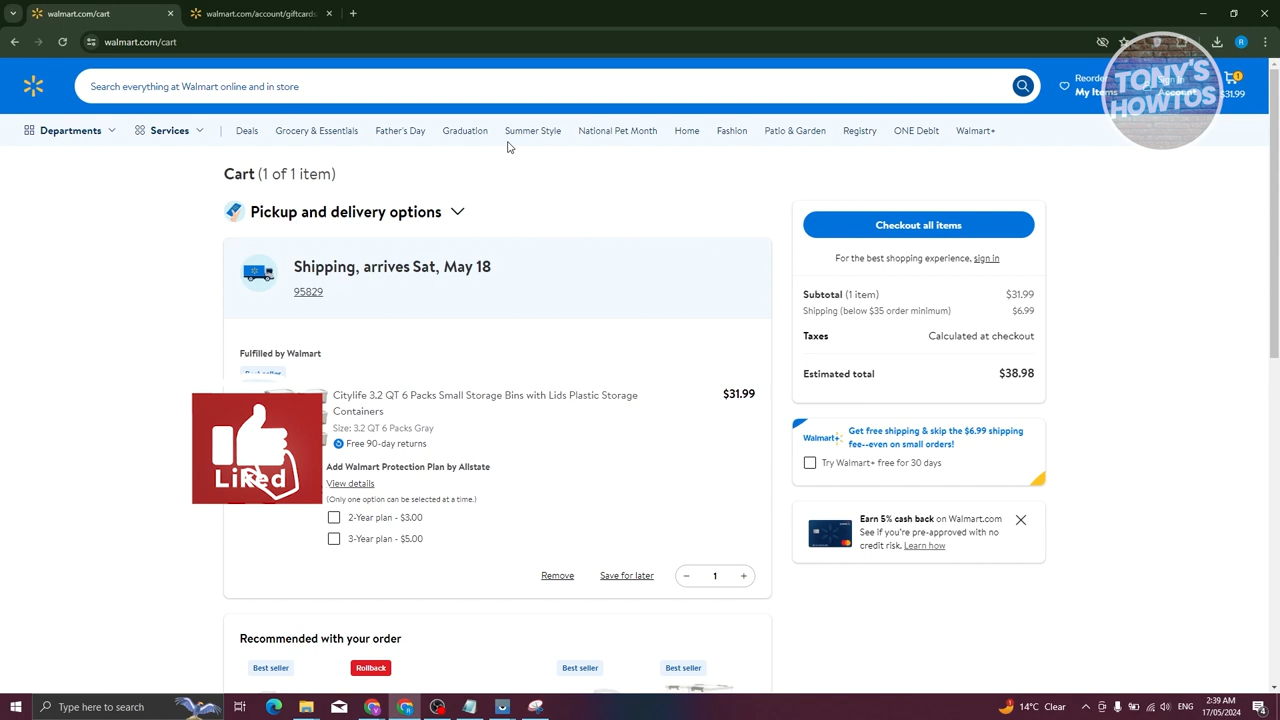 walmart.com/cart
walmart.com/account/giftcards
walmart.com/cart
Search everything at Walmart online and in store
Reorder
My Items
Sign In
Account
1
$31.99
TONY'S
HOWTOS
Departments
Services
Deals
Grocery & Essentials
Father's Day
Graduation
Summer Style
National Pet Month
Home
Fashion
Patio & Garden
Registry
ONE Debit
Walmart+
Cart (1 of 1 item)
Pickup and delivery options
Shipping, arrives Sat, May 18
95829
Fulfilled by Walmart
Best seller
Citylife 3.2 QT 6 Packs Small Storage Bins with Lids Plastic Storage
Containers
$31.99
Size: 3.2 QT 6 Packs Gray
Free 90-day returns
Add Walmart Protection Plan by Allstate
View details
(Only one option can be selected at a time.)
2-Year plan - $3.00
3-Year plan - $5.00
Liked
Remove
Save for later
1
Recommended with your order
Best seller
Rollback
Best seller
Best seller
Checkout all items
For the best shopping experience, sign in
Subtotal (1 item) $31.99
Shipping (below $35 order minimum) $6.99
Taxes Calculated at checkout
Estimated total $38.98
Walmart+
Get free shipping & skip the $6.99 shipping
fee--even on small orders!
Try Walmart+ free for 30 days
Earn 5% cash back on Walmart.com
See if you're pre-approved with no
credit risk. Learn how
Type here to search
14°C Clear
2:39 AM
17/05/2024
4